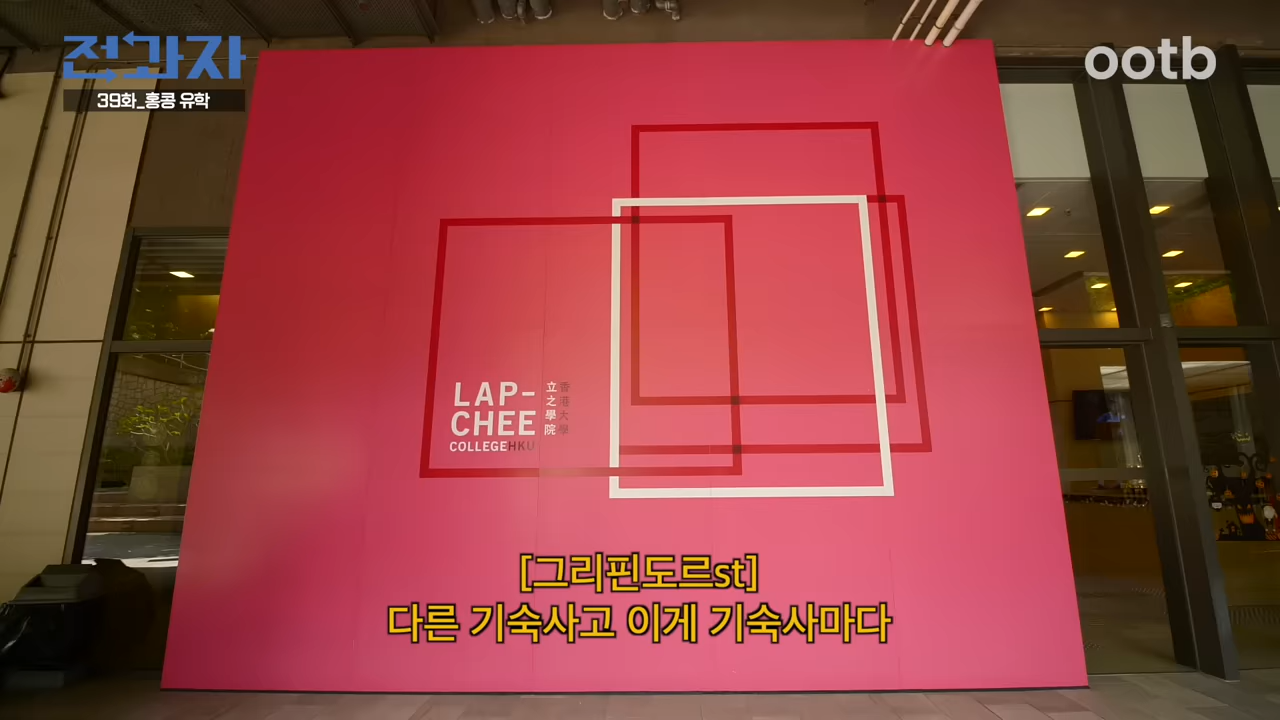 전과자
ootb
39화_홍콩 유학
LAP-
CHEE
COLLEGEHKU
立之學院
香港大學
[그리핀도르st]
다른 기숙사고 이게 기숙사마다